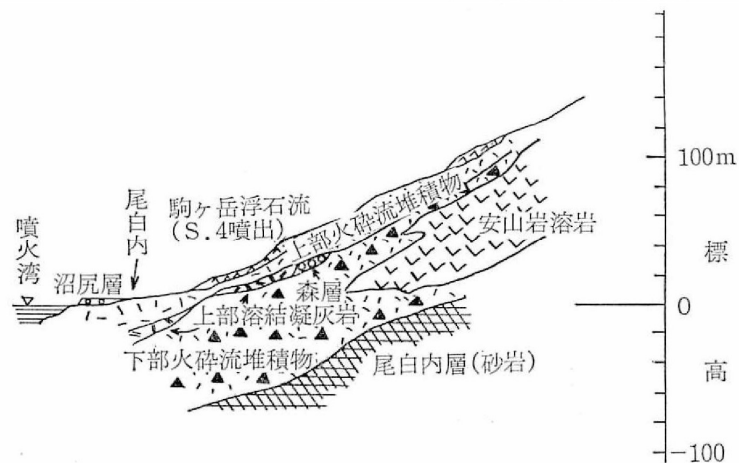 噴火湾
沼尻層
尾白内
駒ヶ岳浮石流
(S.4噴出)
上部火砕流堆積物
森層
上部溶結凝灰岩
下部火砕流堆積物
安山岩溶岩
尾白内層(砂岩)
100m
標
0
高
-100